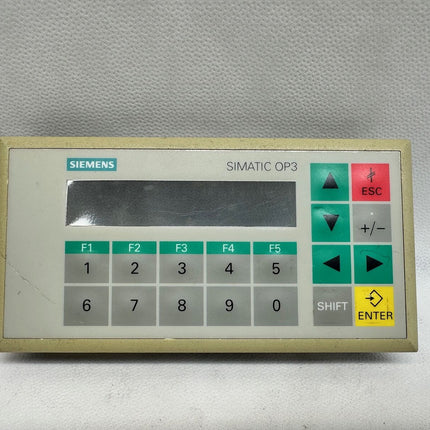 SIEMENS
SIMATIC OP3
ESC
+/−
F1 F2 F3 F4 F5
1 2 3 4 5
6 7 8 9 0
SHIFT
ENTER